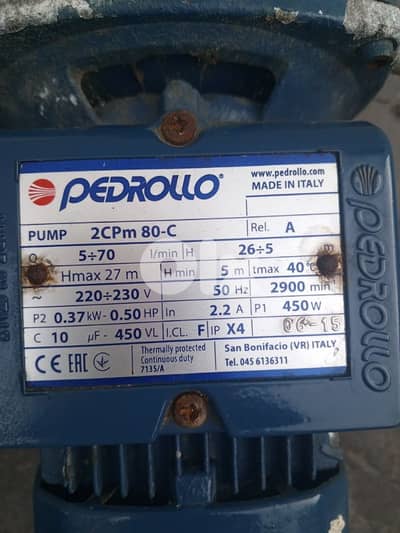 PEDROLLO®
www.pedrollo.com
MADE IN ITALY
PUMP 2CPm 80-C Rel. A
Q 5÷70 l/min H 26÷5 m
Hmax 27 m H min 5 m tmax 40°C
~ 220÷230 V 50 Hz 2900 min
P2 0.37 kW - 0.50 HP In 2.2 A P1 450 W
C 10 µF - 450 VL I.CL. F IP X4 06-15
CE EAC Thermally protected
Continuous duty
7135/A
San Bonifacio (VR) ITALY
Tel. 045 6136311
PEDROLLO